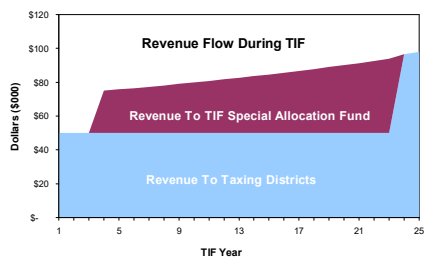 Revenue Flow During TIF
Dollars ($000)
$120
$100
$80
$60
$40
$20
$-
Revenue To TIF Special Allocation Fund
Revenue To Taxing Districts
1 5 9 13 17 21 25
TIF Year